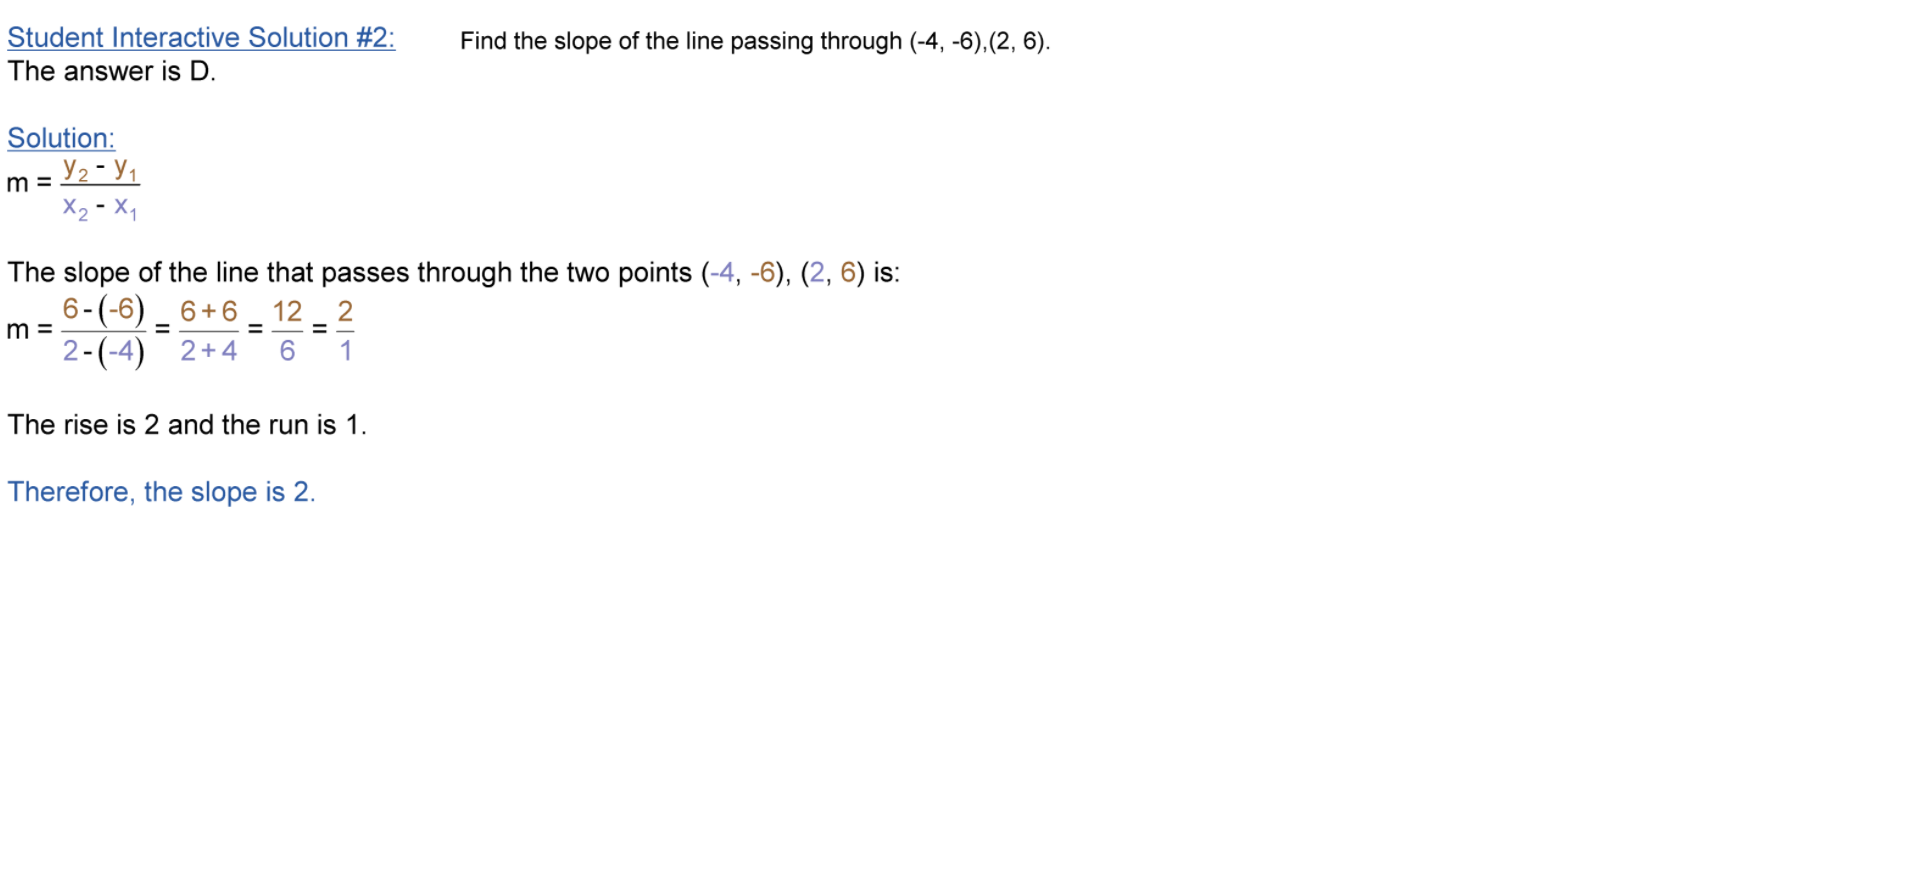 Student Interactive Solution #2: Find the slope of the line passing through (-4, -6),(2, 6).
The answer is D.
Solution:
m = \frac{y_2 - y_1}{x_2 - x_1}
The slope of the line that passes through the two points (-4, -6), (2, 6) is:
m = \frac{6-(-6)}{2-(-4)} = \frac{6+6}{2+4} = \frac{12}{6} = \frac{2}{1}
The rise is 2 and the run is 1.
Therefore, the slope is 2.